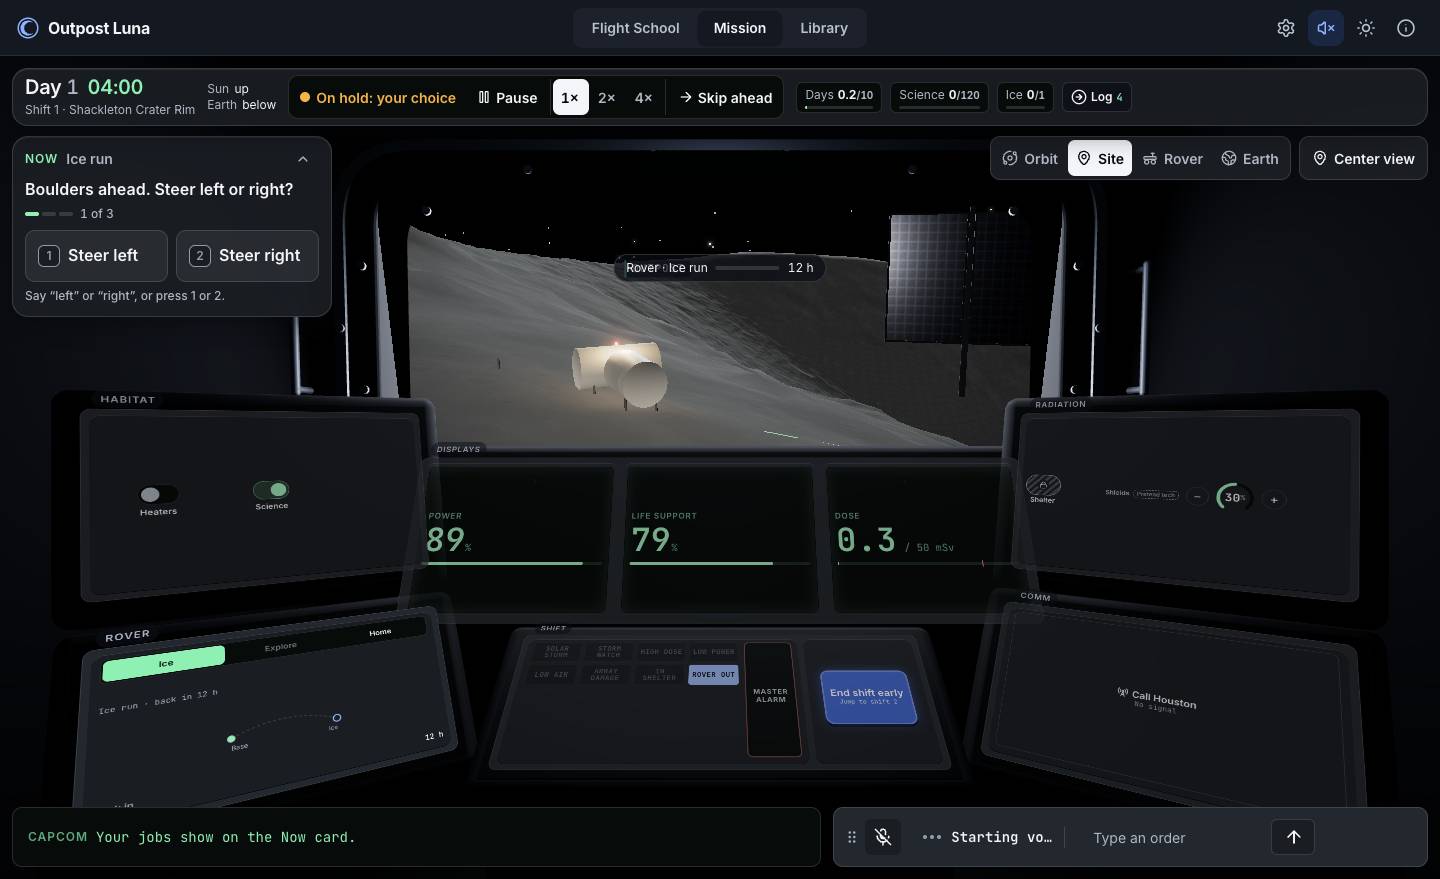 Outpost Luna
Flight School
Mission
Library
Day 1 04:00
Shift 1 · Shackleton Crater Rim
Sun up
Earth below
On hold: your choice
Pause
1×
2×
4×
Skip ahead
Days 0.2/10
Science 0/120
Ice 0/1
Log 4
NOW Ice run
Boulders ahead. Steer left or right?
1 of 3
1 Steer left
2 Steer right
Say “left” or “right”, or press 1 or 2.
Orbit
Site
Rover
Earth
Center view
Rover Ice run 12 h
HABITAT
Heaters
Science
DISPLAYS
POWER
89%
LIFE SUPPORT
79%
DOSE
0.3 / 50 mSv
RADIATION
Shelter
Shields Pretend tech
− 30% +
ROVER
Ice
Explore
Home
Ice run · back in 12 h
Base
Ice
12 h
SHIFT
SOLAR STORM
STORM WATCH
HIGH DOSE
LOW POWER
LOW AIR
ARRAY DAMAGE
IN SHELTER
ROVER OUT
MASTER ALARM
End shift early
Jump to shift 2
COMM
Call Houston
No signal
CAPCOM Your jobs show on the Now card.
Starting vo…
Type an order